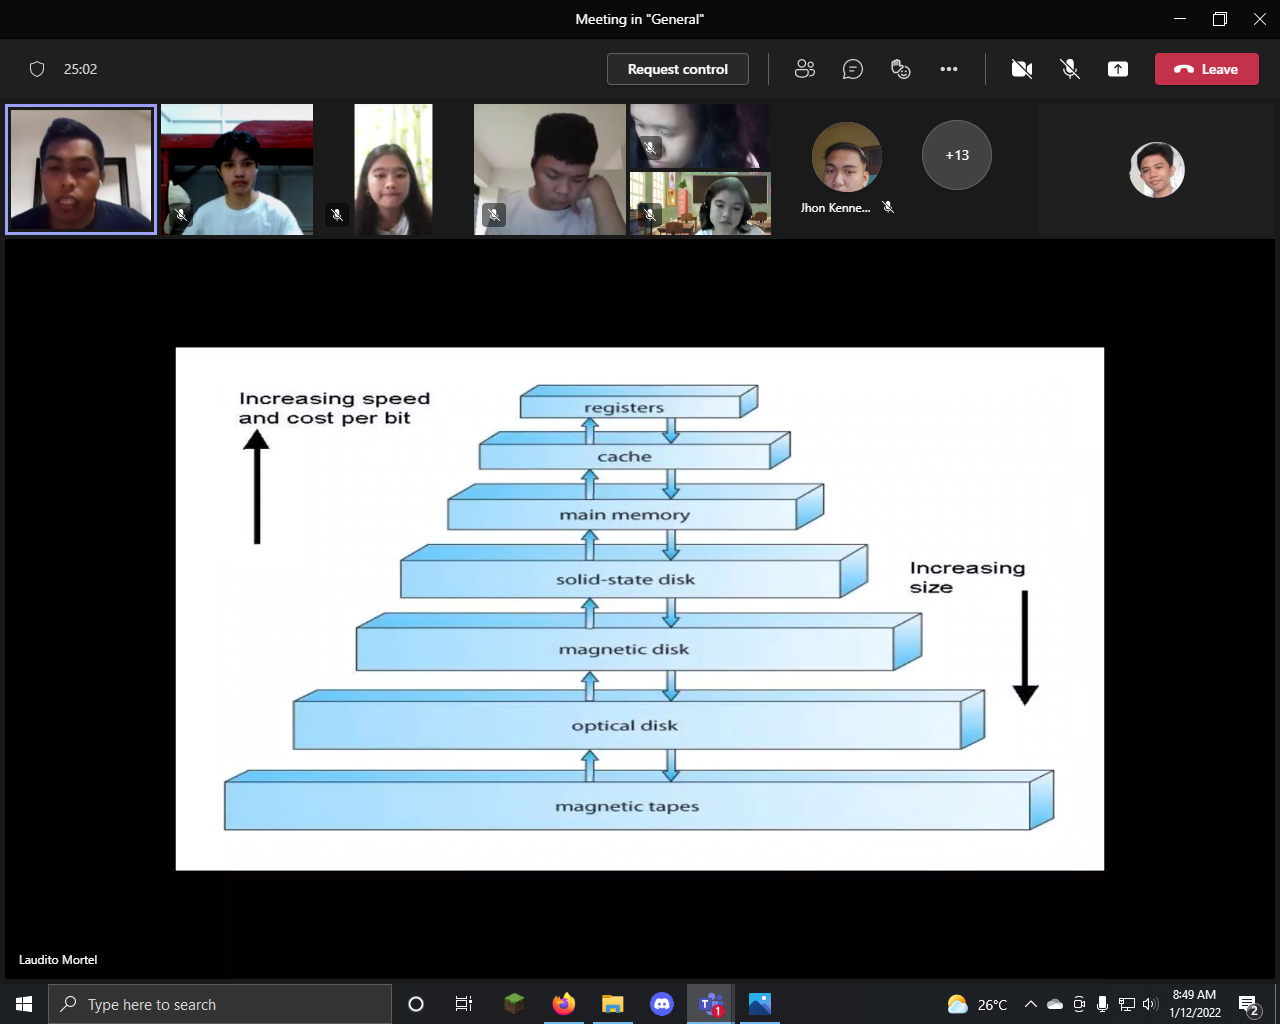 Meeting in "General"
25:02
Request control
Leave
+13
Jhon Kenne...
Increasing speed
and cost per bit
registers
cache
main memory
solid-state disk
Increasing
size
magnetic disk
optical disk
magnetic tapes
Laudito Mortel
Type here to search
T
1
26°C
8:49 AM
1/12/2022
2